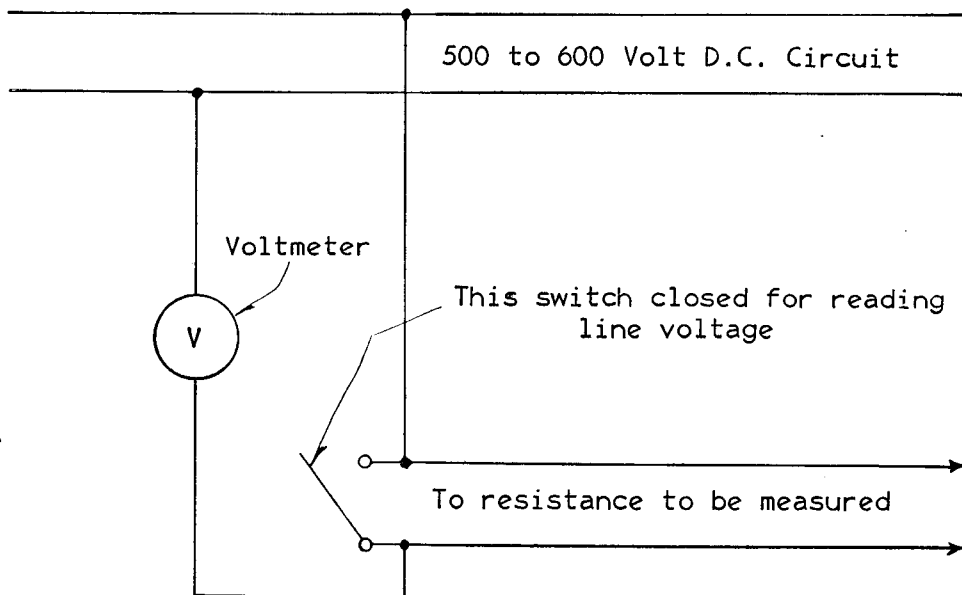 500 to 600 Volt D.C. Circuit
Voltmeter
This switch closed for reading
line voltage
V
To resistance to be measured